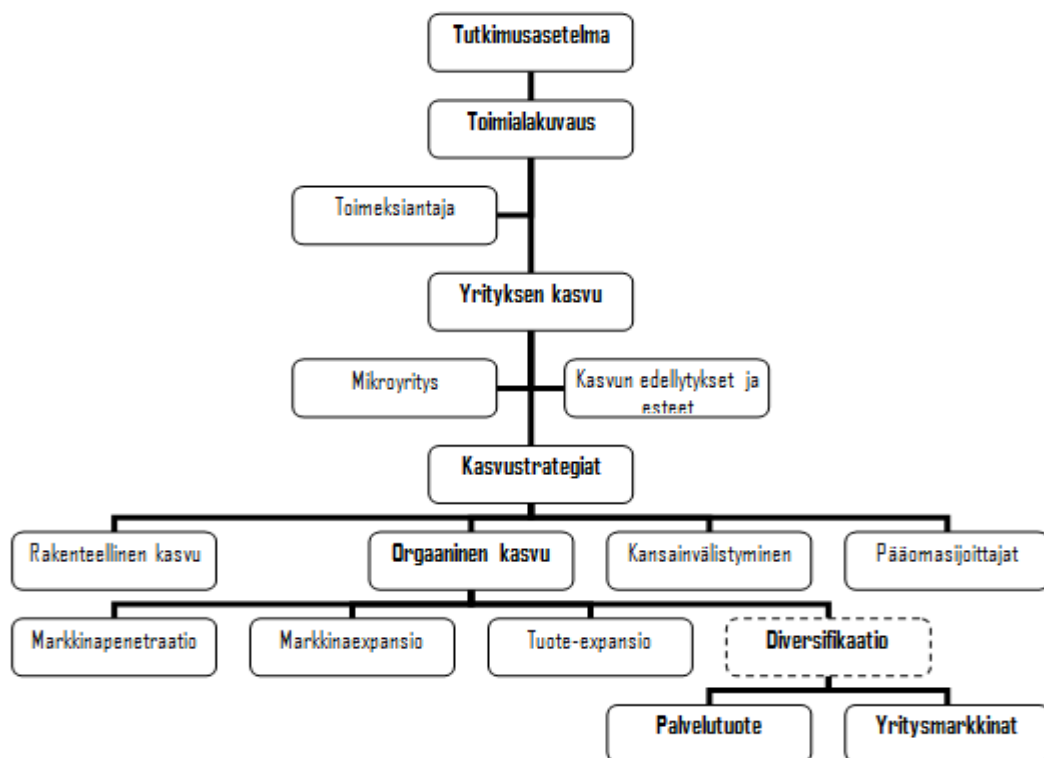 Tutkimusasetelma
Toimialakuvaus
Toimeksiantaja
Yrityksen kasvu
Mikroyritys
Kasvun edellytykset ja
esteet
Kasvustrategiat
Rakenteellinen kasvu
Orgaaninen kasvu
Kansainvälistyminen
Pääomasijoittajat
Markkinapenetraatio
Markkinaexpansio
Tuote-expansio
Diversifikaatio
Palvelutuote
Yritysmarkkinat